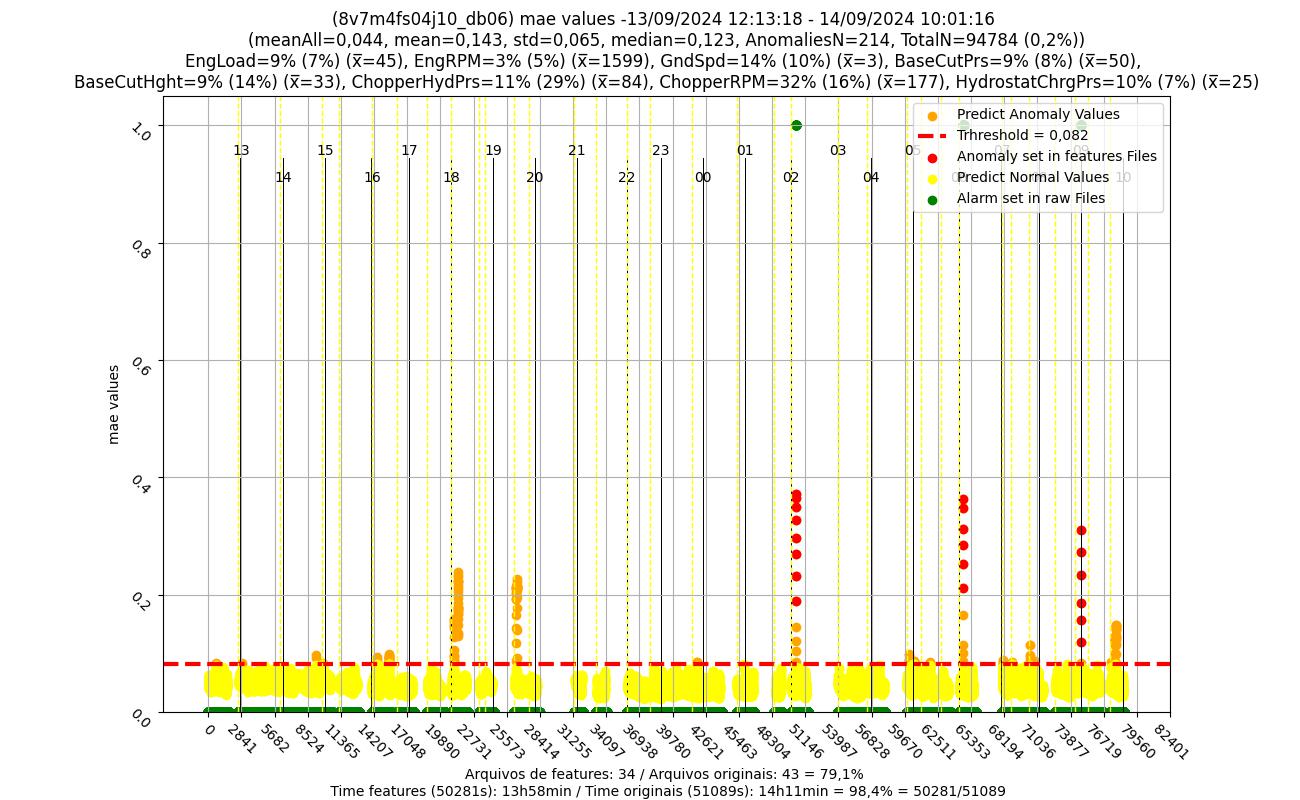 (8v7m4fs04j10_db06) mae values -13/09/2024 12:13:18 - 14/09/2024 10:01:16
(meanAll=0,044, mean=0,143, std=0,065, median=0,123, AnomaliesN=214, TotalN=94784 (0,2%))
EngLoad=9% (7%) (x̅=45), EngRPM=3% (5%) (x̅=1599), GndSpd=14% (10%) (x̅=3), BaseCutPrs=9% (8%) (x̅=50),
BaseCutHght=9% (14%) (x̅=33), ChopperHydPrs=11% (29%) (x̅=84), ChopperRPM=32% (16%) (x̅=177), HydrostatChrgPrs=10% (7%) (x̅=25)
Predict Anomaly Values
Trhreshold = 0,082
Anomaly set in features Files
Predict Normal Values
Alarm set in raw Files
13 15 17 19 21 23 01 03 05 07 09
14 16 18 20 22 00 02 04 10
mae values
1.0
0.8
0.6
0.4
0.2
0.0
0 2841 5682 8524 11365 14207 17048 19890 22731 25573 28414 31255 34097 36938 39780 42621 45463 48304 51146 53987 56828 59670 62511 65353 68194 71036 73877 76719 79560 82401
Arquivos de features: 34 / Arquivos originais: 43 = 79,1%
Time features (50281s): 13h58min / Time originais (51089s): 14h11min = 98,4% = 50281/51089